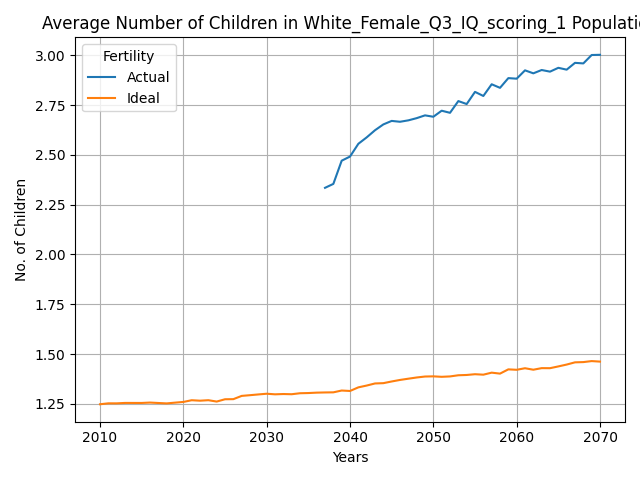 Average Number of Children in White_Female_Q3_IQ_scoring_1 Populatio
Fertility
Actual
Ideal
No. of Children
3.00
2.75
2.50
2.25
2.00
1.75
1.50
1.25
2010 2020 2030 2040 2050 2060 2070
Years